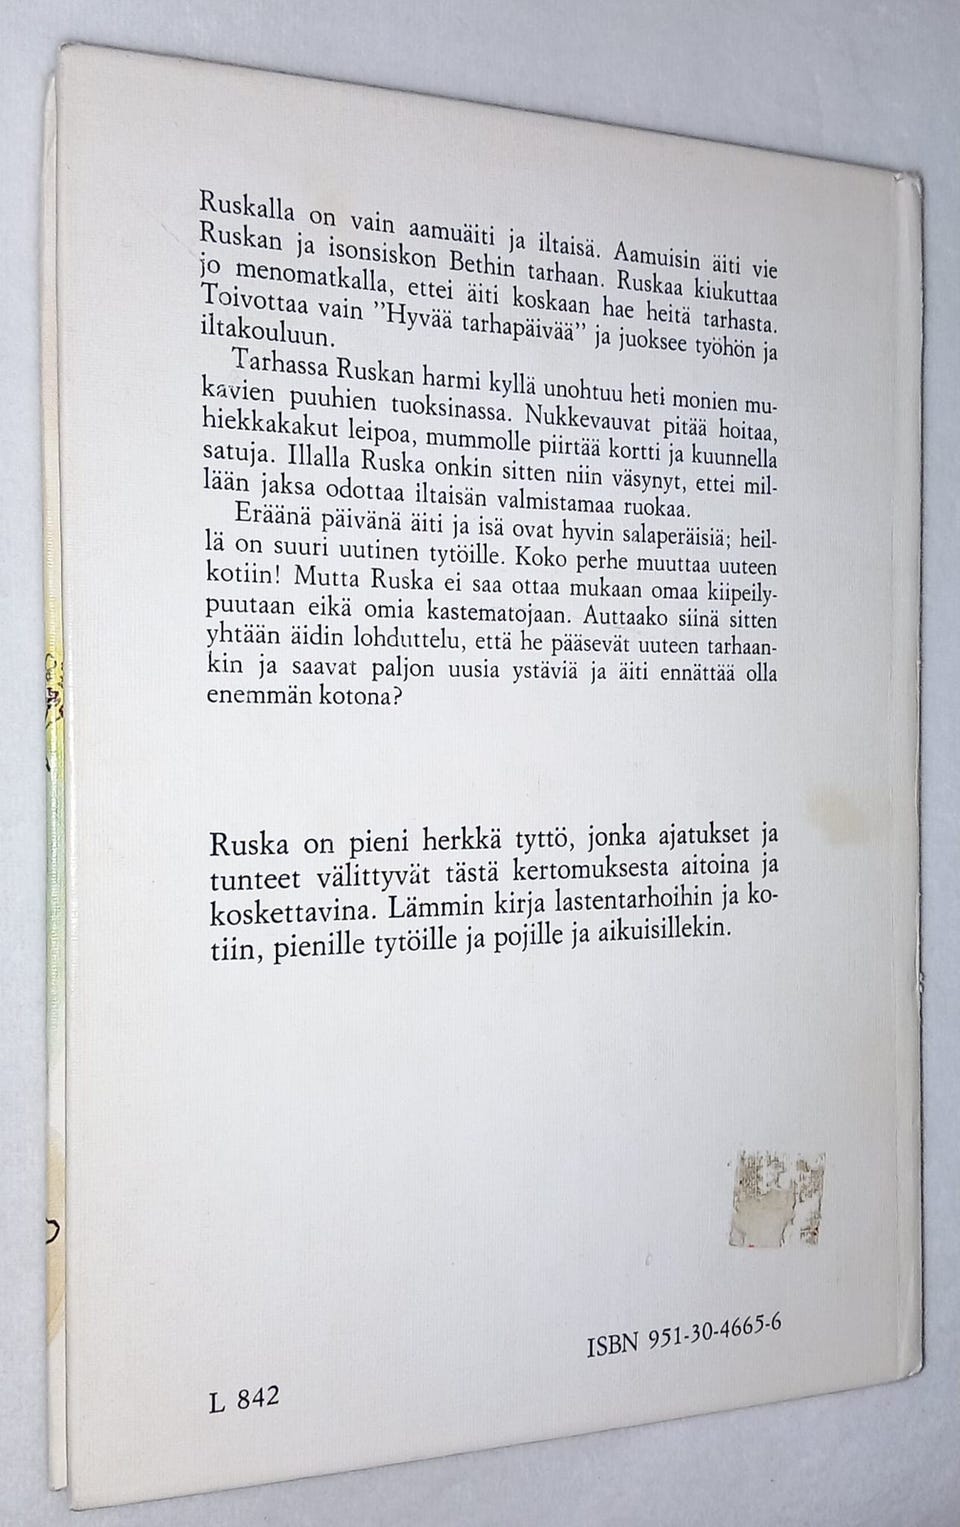 Ruskalla on vain aamuäiti ja iltaisä. Aamuisin äiti vie
Ruskan ja isonsiskon Bethin tarhaan. Ruskaa kiukuttaa
jo menomatkalla, ettei äiti koskaan hae heitä tarhasta.
Toivottaa vain ”Hyvää tarhapäivää” ja juoksee työhön ja
iltakouluun.
Tarhassa Ruskan harmi kyllä unohtuu heti monien mu-
kavien puuhien tuoksinassa. Nukkevauvat pitää hoitaa,
hiekkakakut leipoa, mummolle piirtää kortti ja kuunnella
satuja. Illalla Ruska onkin sitten niin väsynyt, ettei mil-
lään jaksa odottaa iltaisän valmistamaa ruokaa.
Eräänä päivänä äiti ja isä ovat hyvin salaperäisiä; heil-
lä on suuri uutinen tytöille. Koko perhe muuttaa uuteen
kotiin! Mutta Ruska ei saa ottaa mukaan omaa kiipeily-
puutaan eikä omia kastematojaan. Auttaako siinä sitten
yhtään äidin lohduttelu, että he pääsevät uuteen tarhaan-
kin ja saavat paljon uusia ystäviä ja äiti ennättää olla
enemmän kotona?
Ruska on pieni herkkä tyttö, jonka ajatukset ja
tunteet välittyvät tästä kertomuksesta aitoina ja
koskettavina. Lämmin kirja lastentarhoihin ja ko-
tiin, pienille tytöille ja pojille ja aikuisillekin.
ISBN 951-30-4665-6
L 842